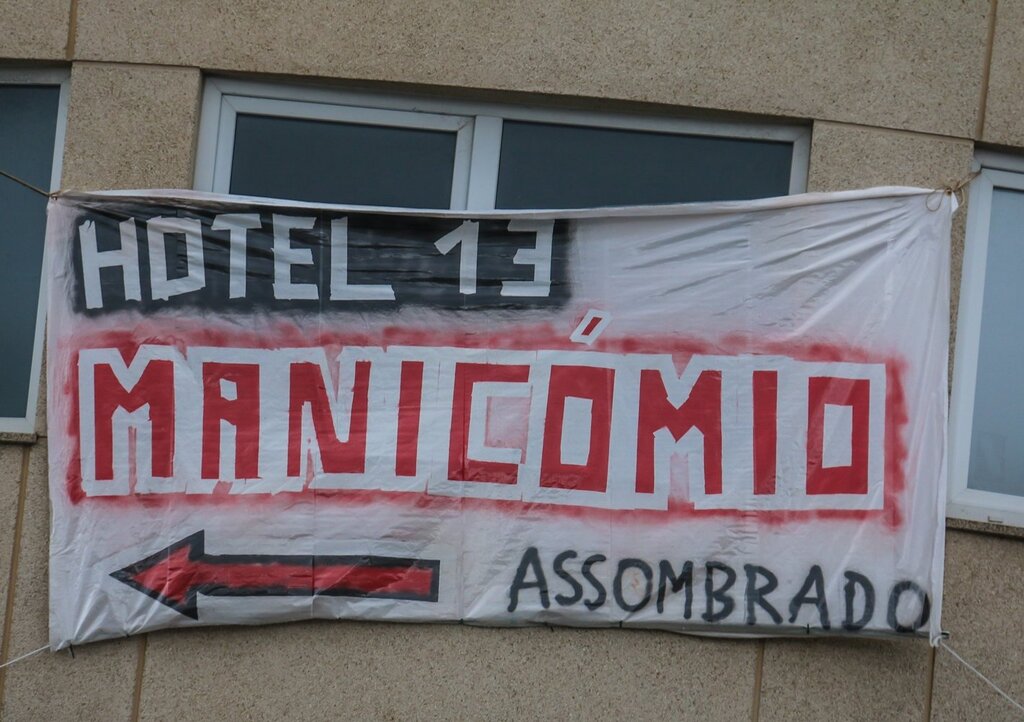 HOTEL 13
MANICÓMIO
ASSOMBRADO